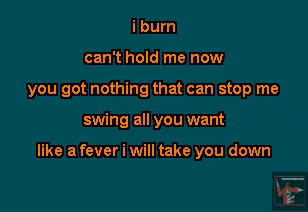 i burn
can't hold me now
you got nothing that can stop me
swing all you want
like a fever i will take you down